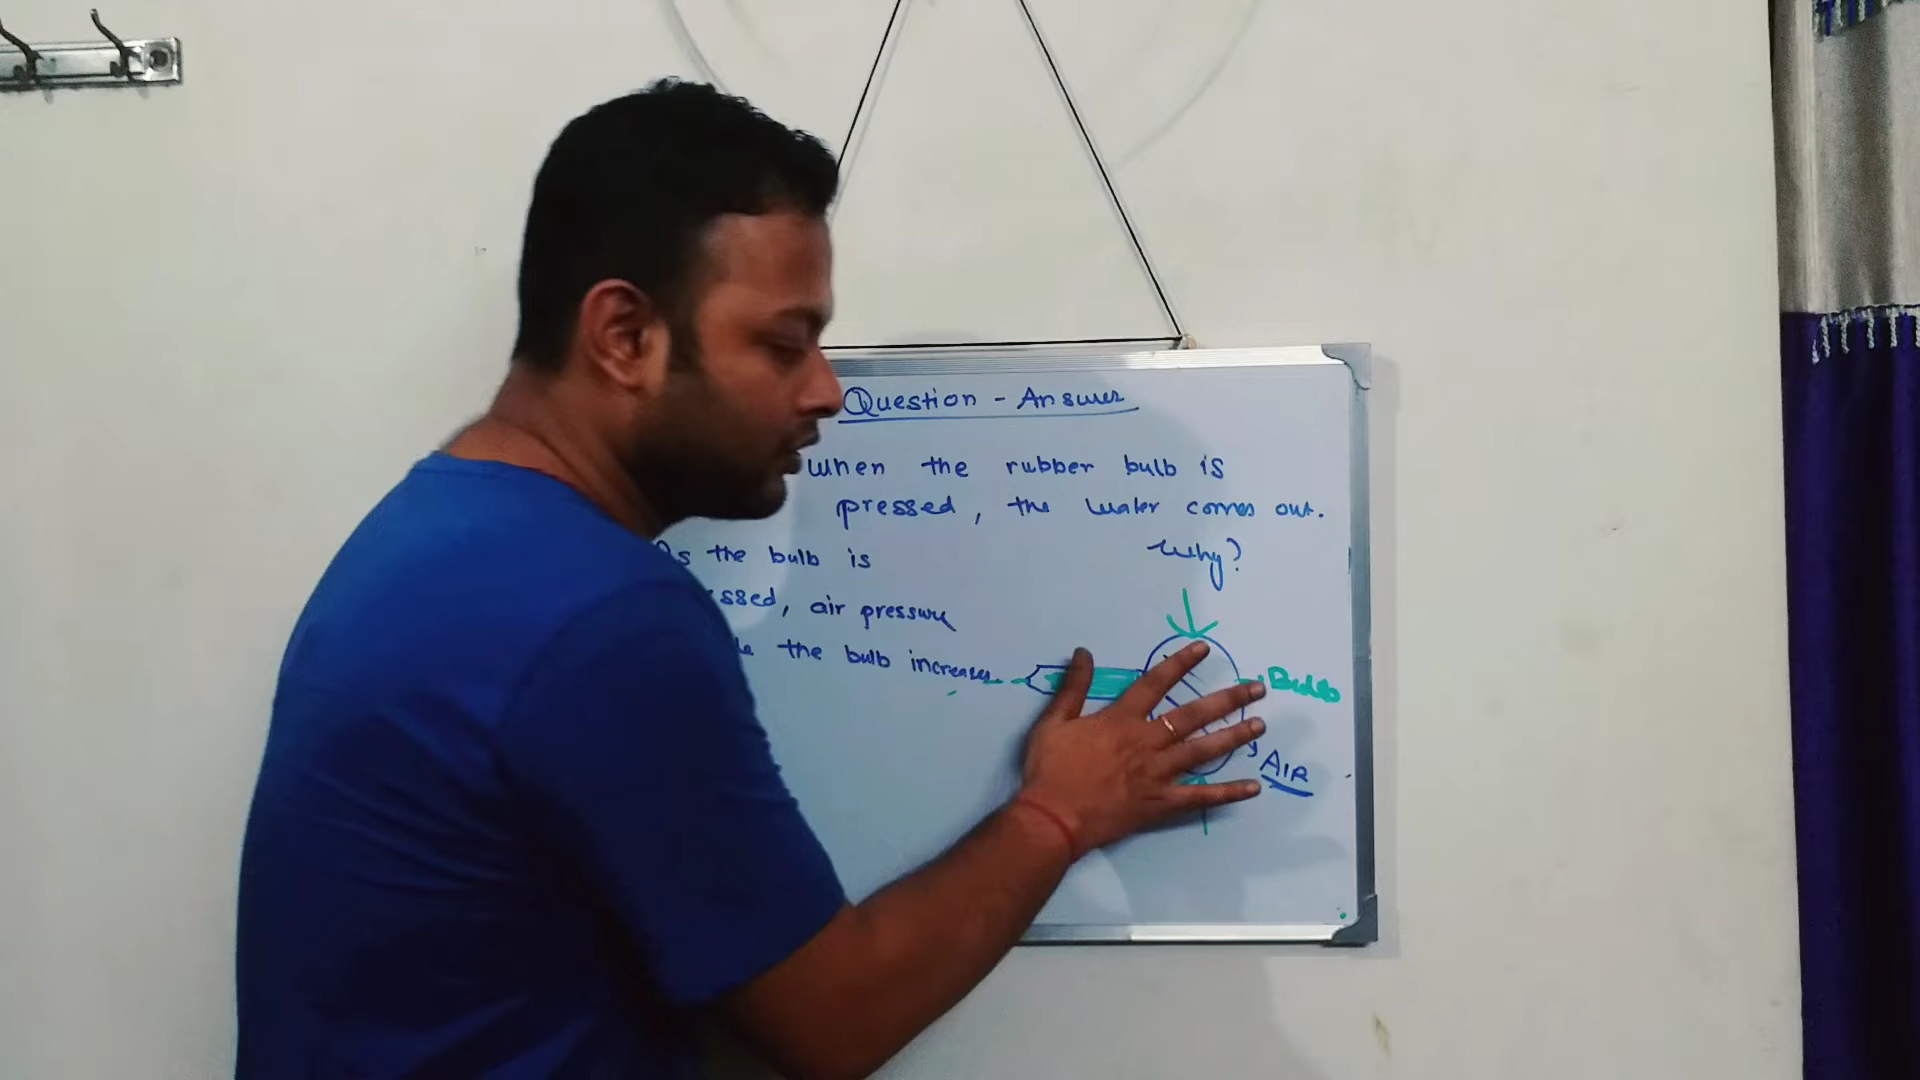 Question - Answer
When the rubber bulb is
pressed, the water comes out.
Why?
As the bulb is
ssed, air pressure
the bulb increases.
Bulb
AIR